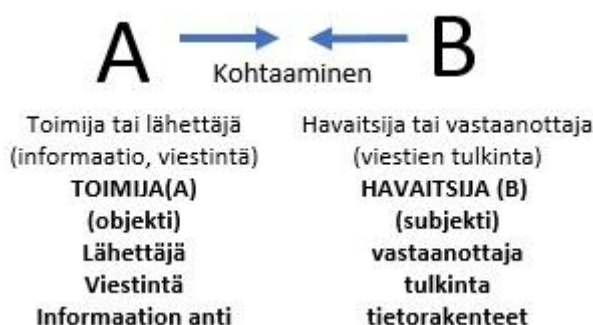 A B
Kohtaaminen
Toimija tai lähettäjä
(informaatio, viestintä)
TOIMIJA(A)
(objekti)
Lähettäjä
Viestintä
Informaation anti
Havaitsija tai vastaanottaja
(viestien tulkinta)
HAVAITSIJA (B)
(subjekti)
vastaanottaja
tulkinta
tietorakenteet